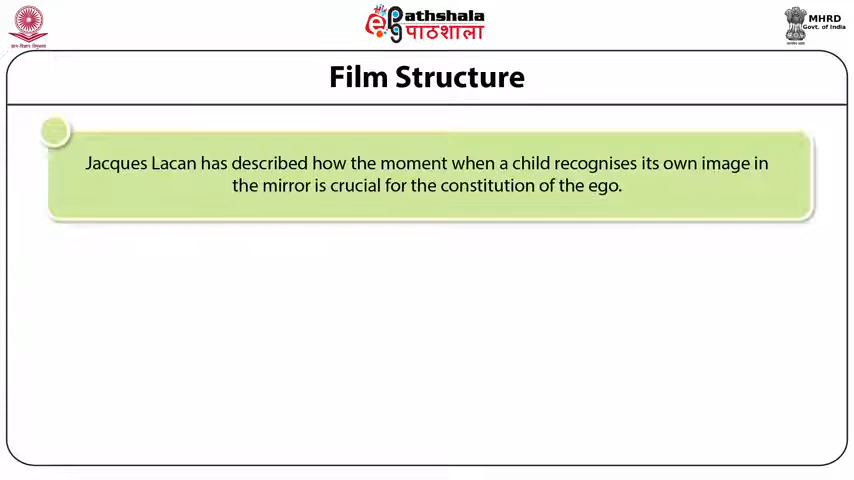 ePathshala
पाठशाला
MHRD
Govt. of India
Film Structure
Jacques Lacan has described how the moment when a child recognises its own image in
the mirror is crucial for the constitution of the ego.